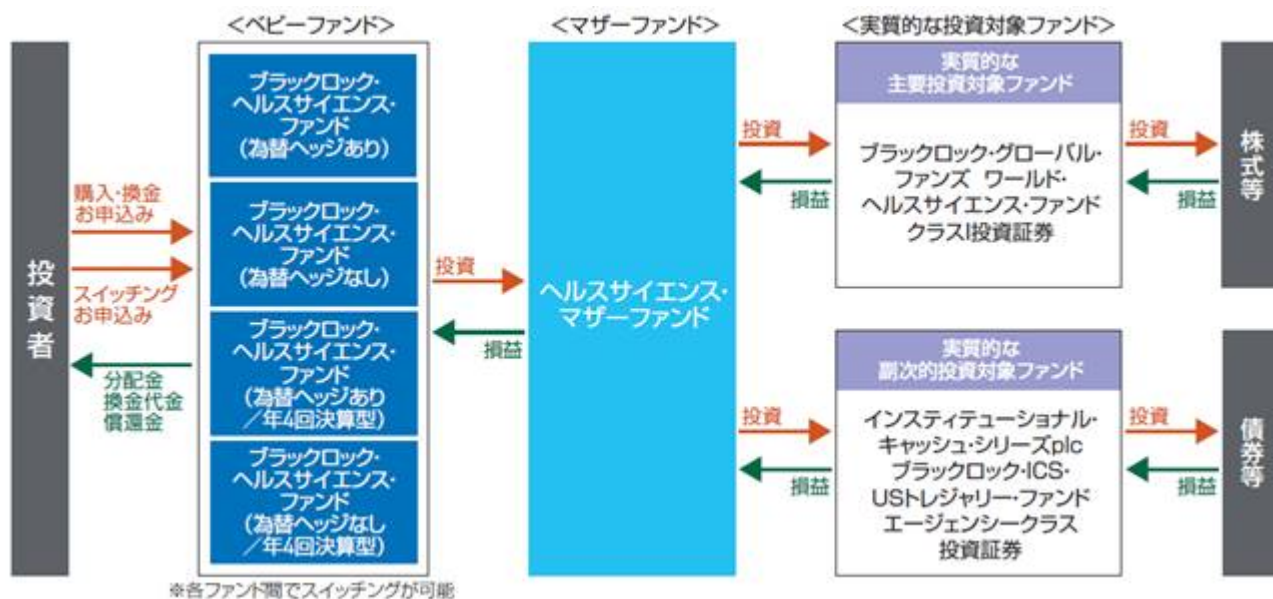 <ベビーファンド>
<マザーファンド>
<実質的な投資対象ファンド>
投資者
購入・換金
お申込み
スイッチング
お申込み
分配金
換金代金
償還金
ブラックロック・
ヘルスサイエンス・
ファンド
(為替ヘッジあり)
ブラックロック・
ヘルスサイエンス・
ファンド
(為替ヘッジなし)
ブラックロック・
ヘルスサイエンス・
ファンド
(為替ヘッジあり
/年4回決算型)
ブラックロック・
ヘルスサイエンス・
ファンド
(為替ヘッジなし
/年4回決算型)
※各ファンド間でスイッチングが可能
投資
損益
ヘルスサイエンス・
マザーファンド
投資
損益
実質的な
主要投資対象ファンド
ブラックロック・グローバル・
ファンズ ワールド・
ヘルスサイエンス・ファンド
クラスI投資証券
投資
損益
株式等
投資
損益
実質的な
副次的投資対象ファンド
インスティテューショナル・
キャッシュ・シリーズplc
ブラックロック・ICS・
USトレジャリー・ファンド
エージェンシークラス
投資証券
投資
損益
債券等